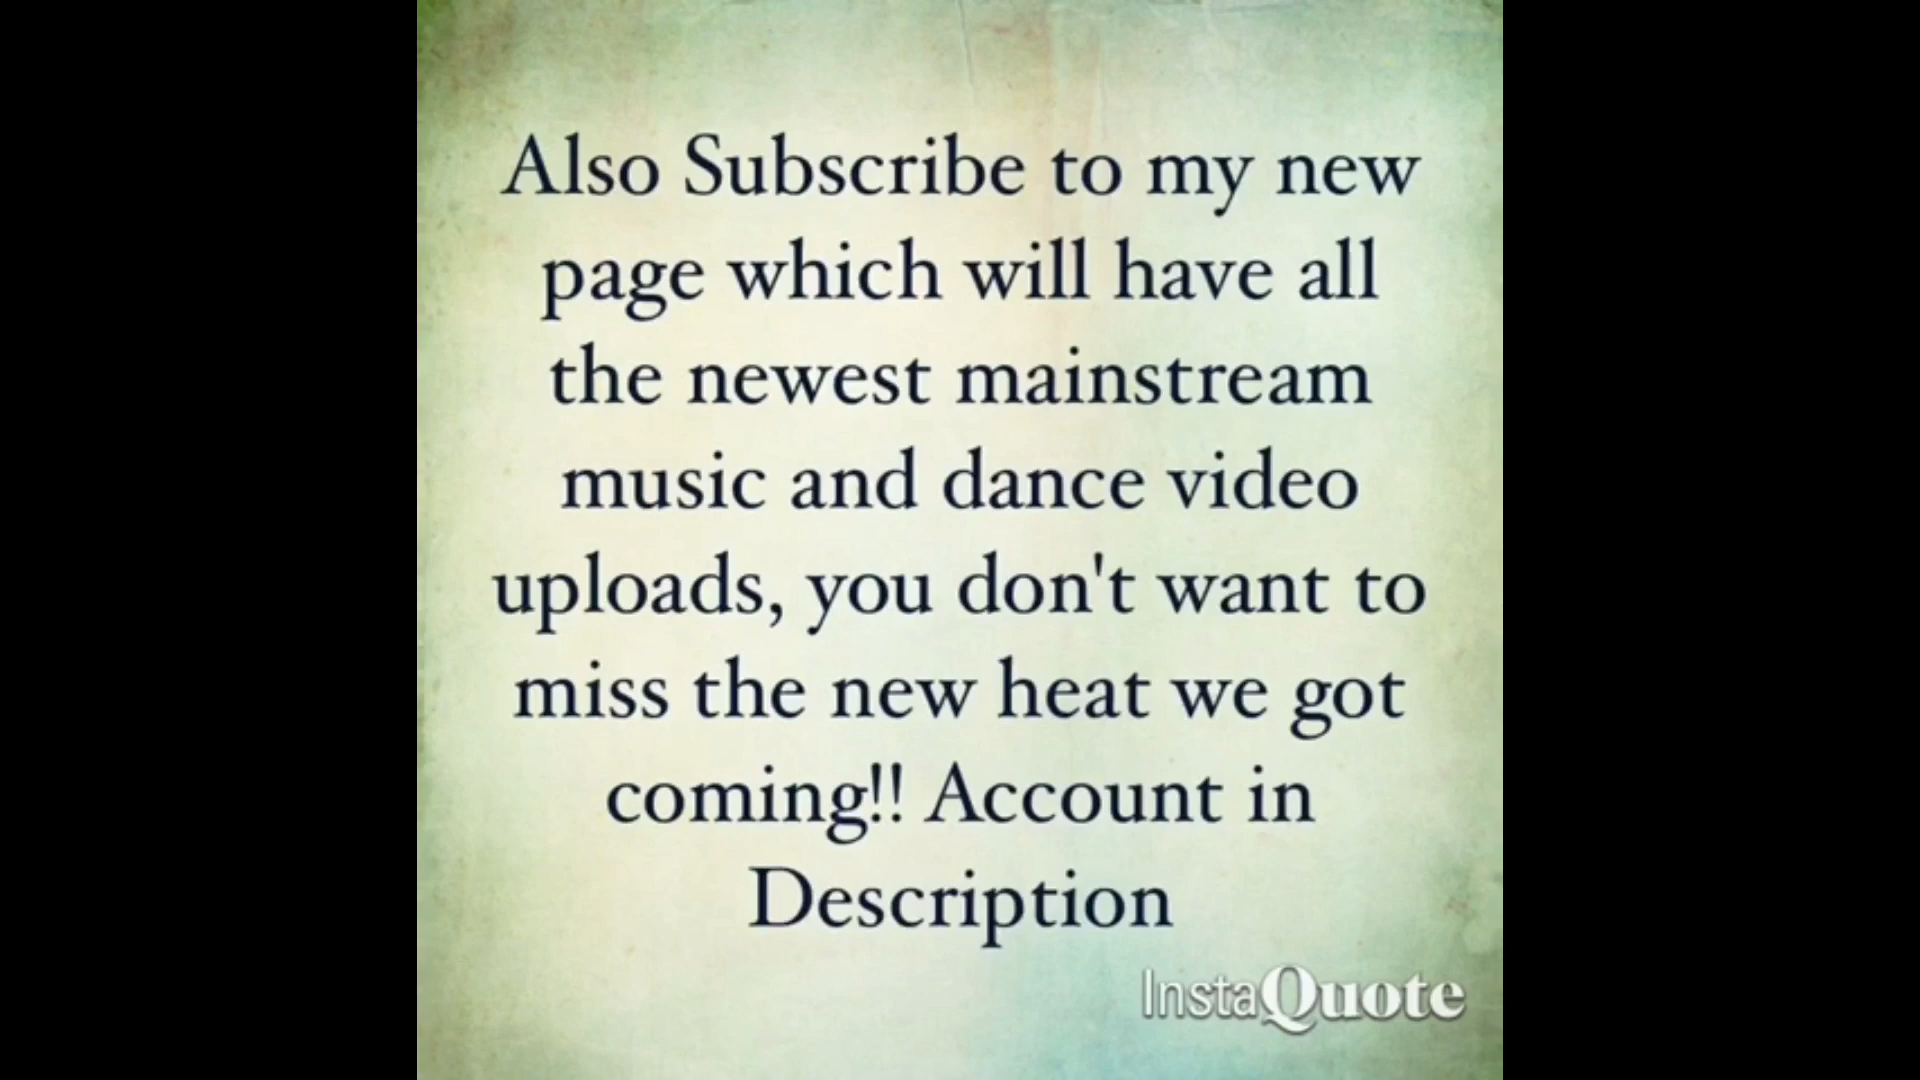 Also Subscribe to my new
page which will have all
the newest mainstream
music and dance video
uploads, you don't want to
miss the new heat we got
coming!! Account in
Description
InstaQuote